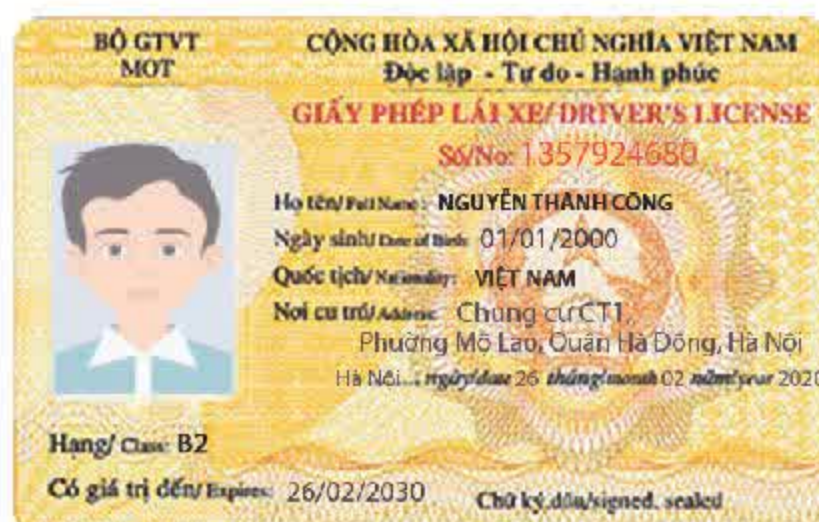 BỘ GTVT
MOT
CỘNG HÒA XÃ HỘI CHỦ NGHĨA VIỆT NAM
Độc lập - Tự do - Hạnh phúc
GIẤY PHÉP LÁI XE/ DRIVER'S LICENSE
Số/No: 1357924680
Họ tên/ Full Name: NGUYỄN THÀNH CÔNG
Ngày sinh/ Date of Birth: 01/01/2000
Quốc tịch/ Nationality: VIỆT NAM
Nơi cư trú/ Address: Chung cư CT1,
Phường Mộ Lao, Quận Hà Đông, Hà Nội
Hà Nội..., ngày/date 26 tháng/month 02 năm/year 2020
Hạng/ Class: B2
Có giá trị đến/ Expires: 26/02/2030
Chữ ký,dấu/signed, sealed